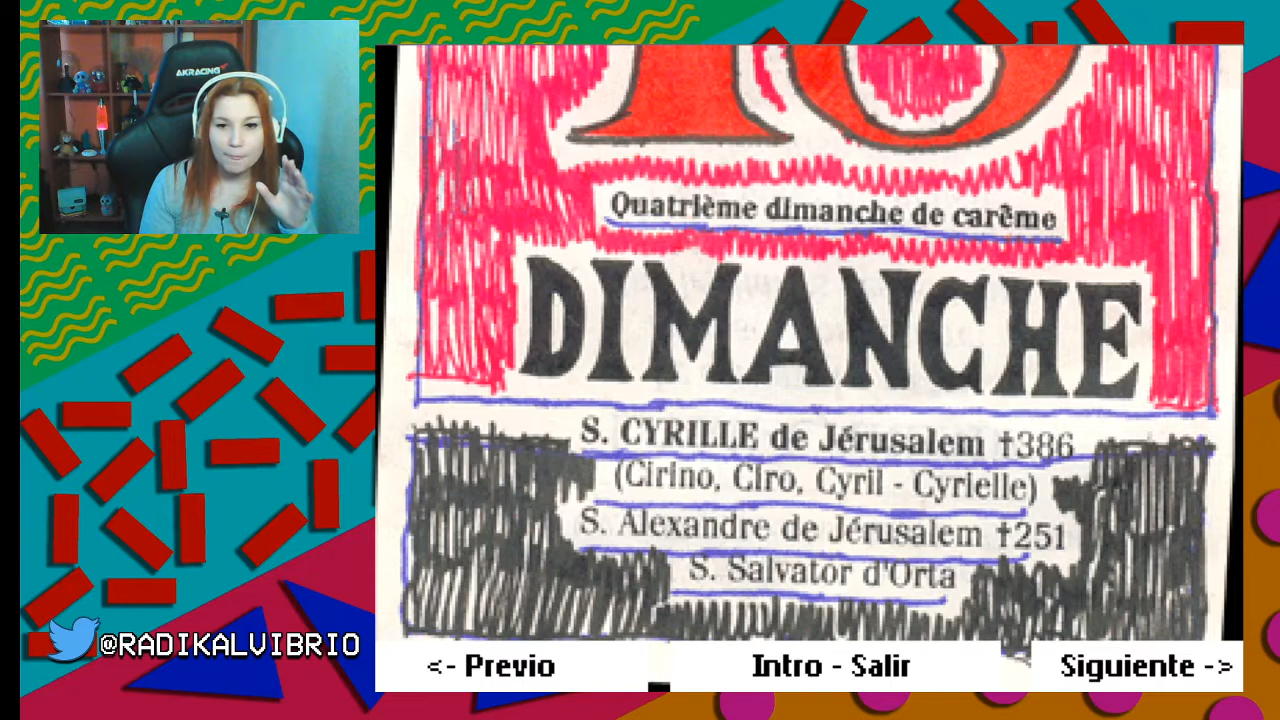 AKRACING
18
Quatrième dimanche de carême
DIMANCHE
S. CYRILLE de Jérusalem †386
(Cirino, Ciro, Cyril - Cyrielle)
S. Alexandre de Jérusalem †251
S. Salvator d'Orta
@RADIKALVIBRIO
<- Previo
Intro - Salir
Siguiente ->